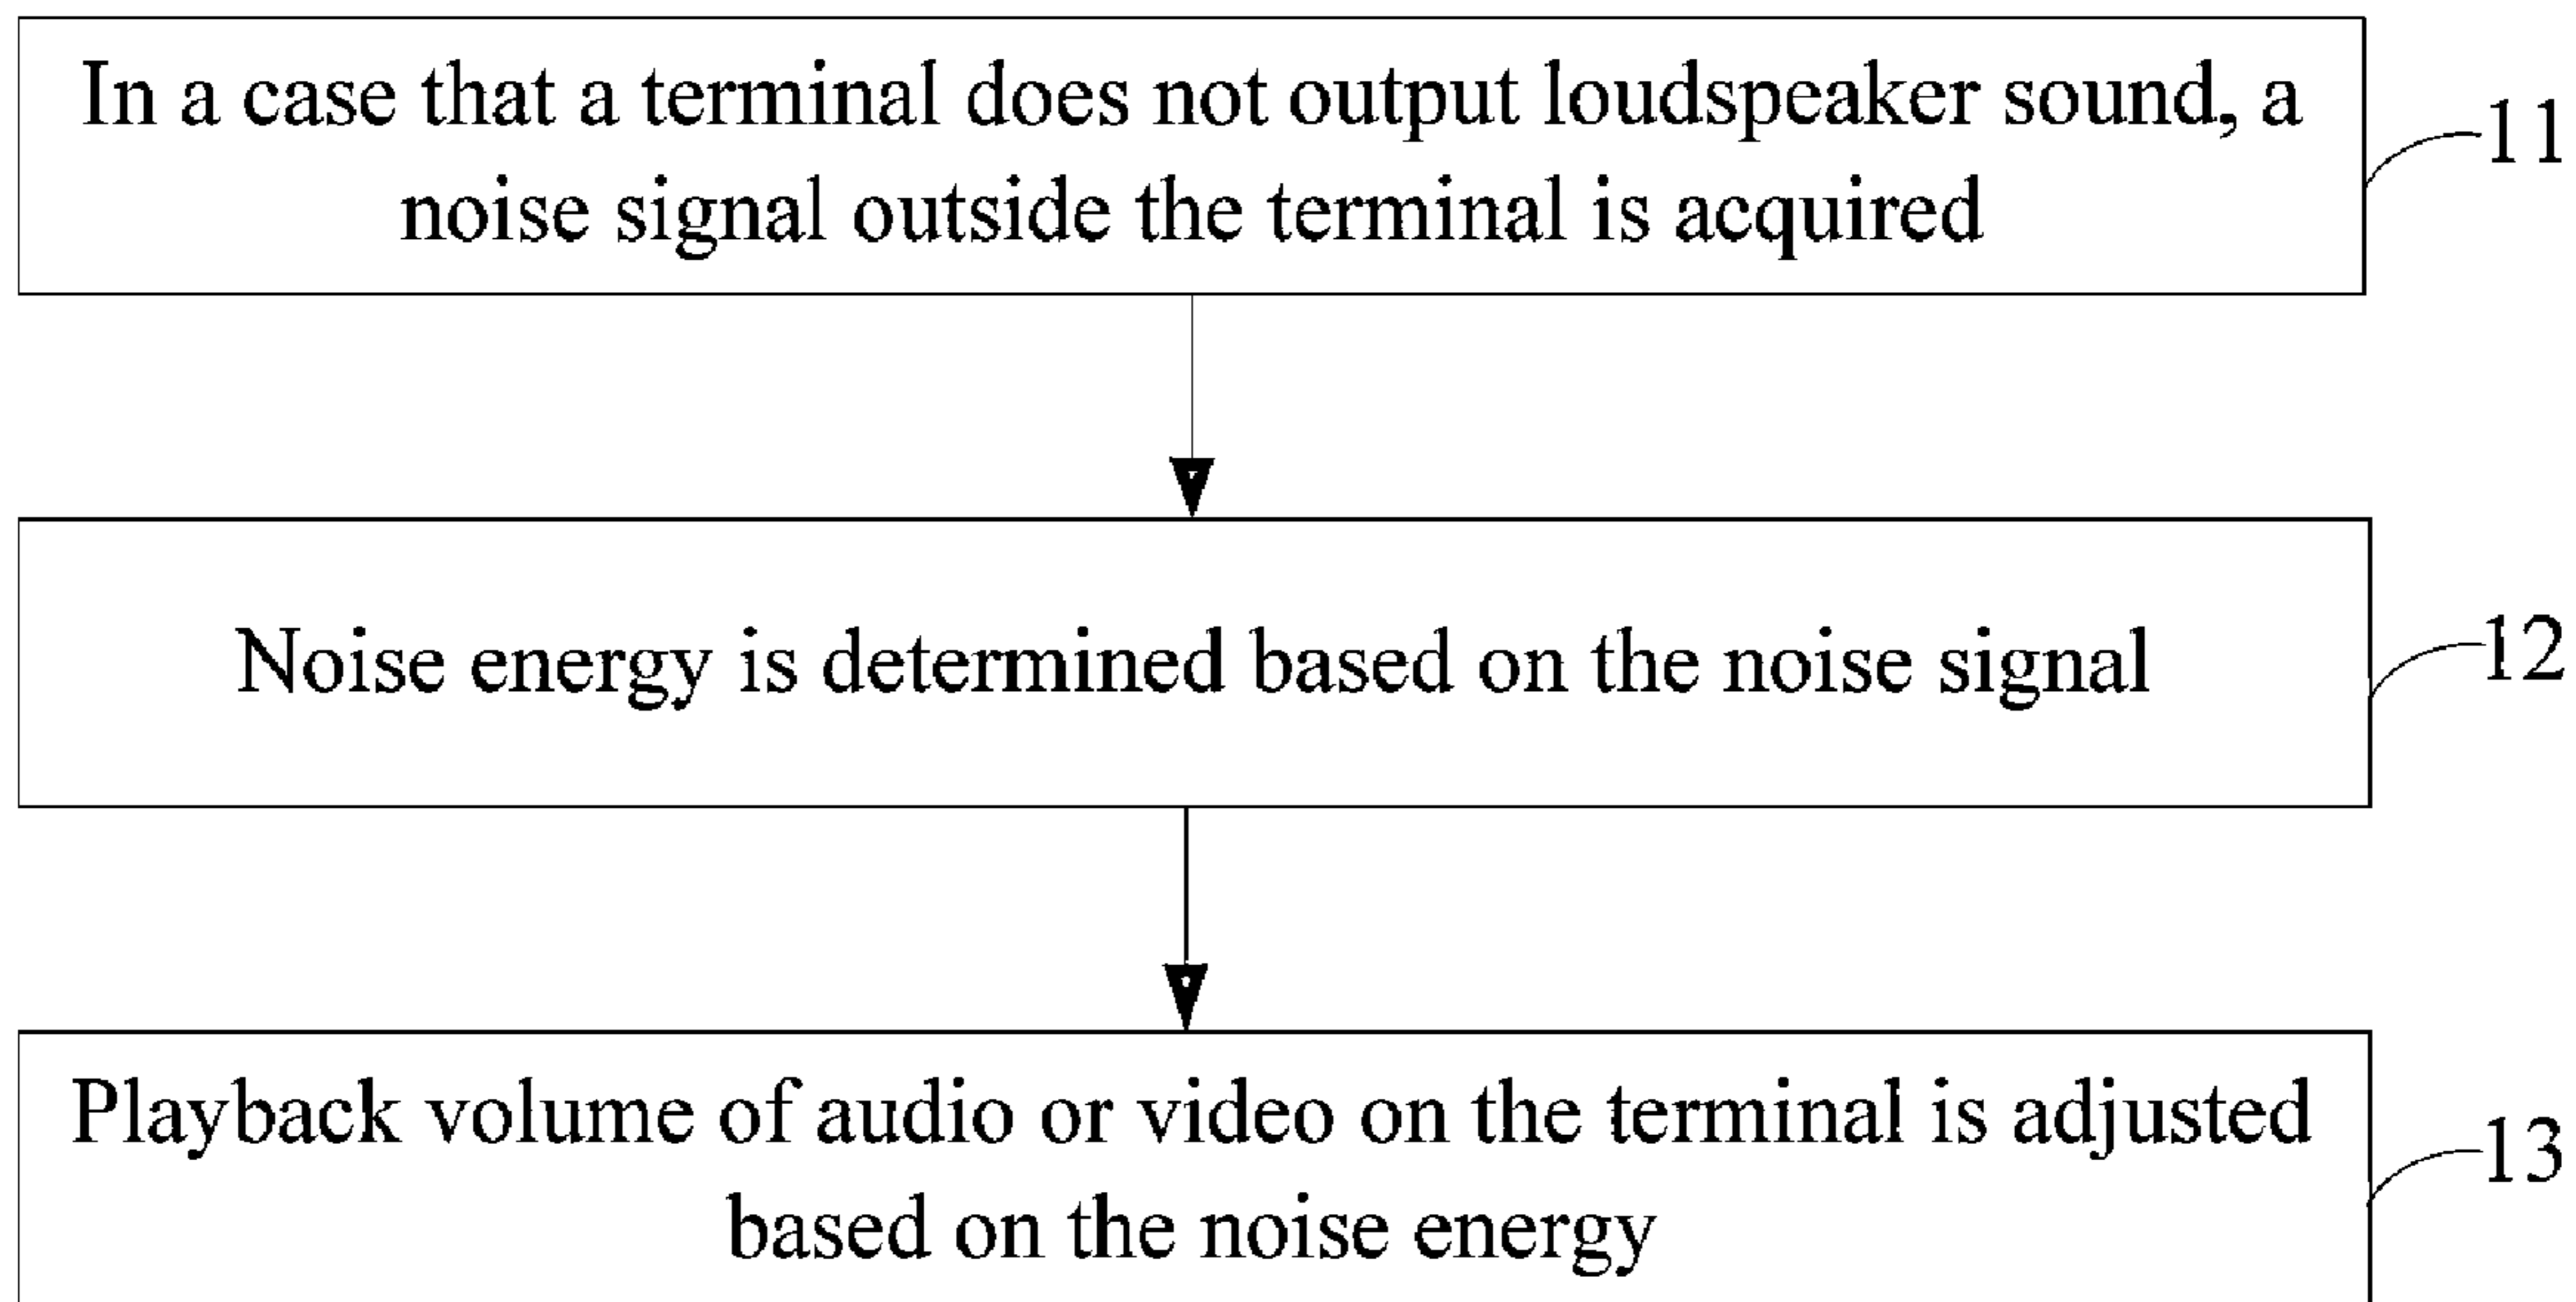 In a case that a terminal does not output loudspeaker sound, a
noise signal outside the terminal is acquired
11
Noise energy is determined based on the noise signal
12
Playback volume of audio or video on the terminal is adjusted
based on the noise energy
13